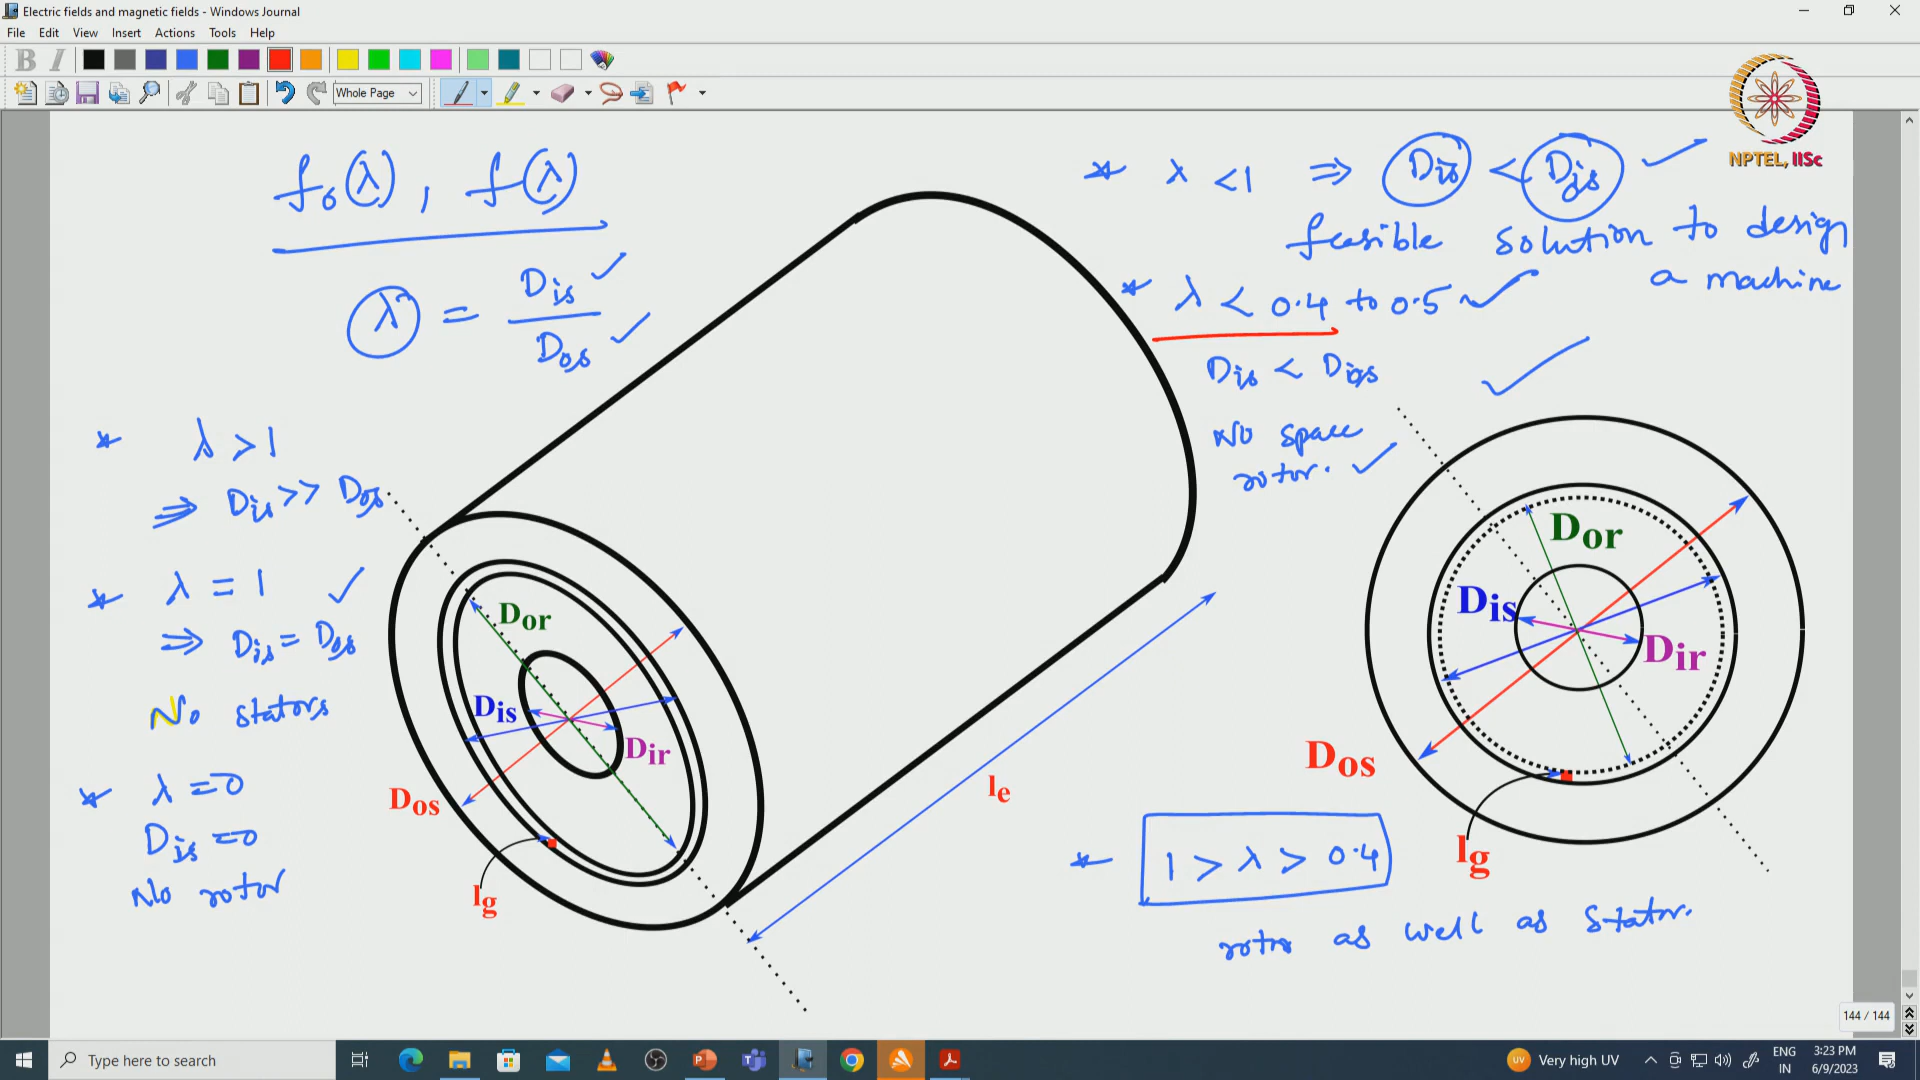 Electric fields and magnetic fields - Windows Journal
File Edit View Insert Actions Tools Help
B I
Whole Page
NPTEL, IISc
f₀(λ), f(λ)
λ = Dis / Dos
* λ > 1
⇒ Dis >> Dos
* λ = 1 ✓
⇒ Dis = Dos
No stators
* λ = 0
Dis = 0
No rotor
* λ < 1 ⇒ Dis < Dos ✓
feasible solution to design
a machine
* λ < 0.4 to 0.5 ✓
Dis < Dos ✓
No space
rotor. ✓
Dor
Dis
Dir
Dos
lg
le
Dor
Dis
Dir
Dos
lg
* 1 > λ > 0.4
rotor as well as stator.
144 / 144
Type here to search
UV Very high UV
ENG
IN
3:23 PM
6/9/2023